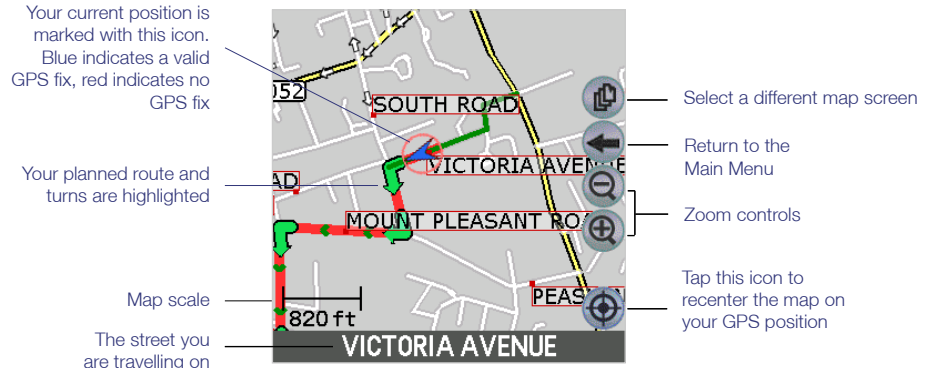 Your current position is
marked with this icon.
Blue indicates a valid
GPS fix, red indicates no
GPS fix
Your planned route and
turns are highlighted
Map scale
The street you
are travelling on
052
SOUTH ROAD
VICTORIA AVENUE
AD
MOUNT PLEASANT ROA
PEAS
820 ft
VICTORIA AVENUE
Select a different map screen
Return to the
Main Menu
Zoom controls
Tap this icon to
recenter the map on
your GPS position